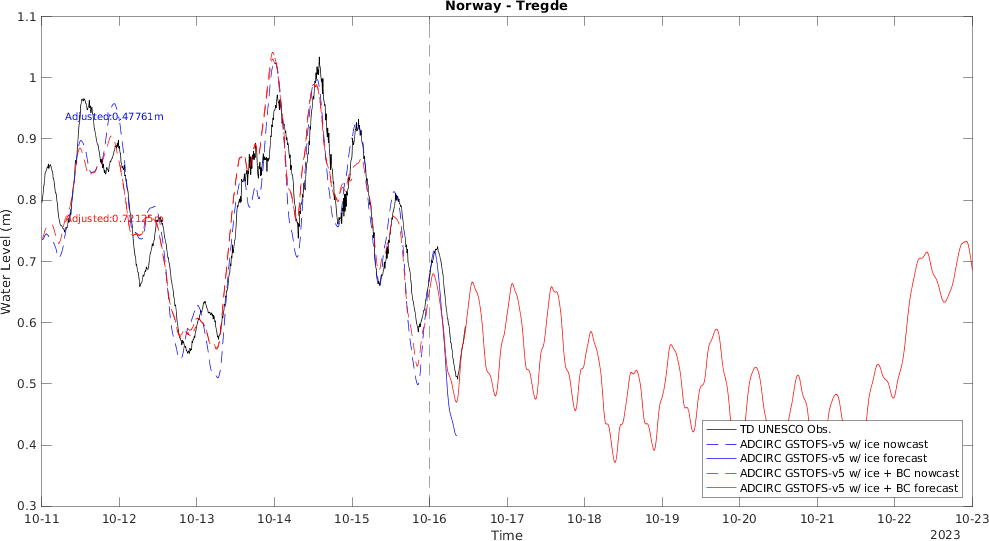 Norway - Tregde
1.1
1
0.9
0.8
0.7
0.6
0.5
0.4
0.3
Water Level (m)
Adjusted:0.47761m
Adjusted:0.72125m
TD UNESCO Obs.
ADCIRC GSTOFS-v5 w/ ice nowcast
ADCIRC GSTOFS-v5 w/ ice forecast
ADCIRC GSTOFS-v5 w/ ice + BC nowcast
ADCIRC GSTOFS-v5 w/ ice + BC forecast
10-11 10-12 10-13 10-14 10-15 10-16 10-17 10-18 10-19 10-20 10-21 10-22 10-23
Time
2023